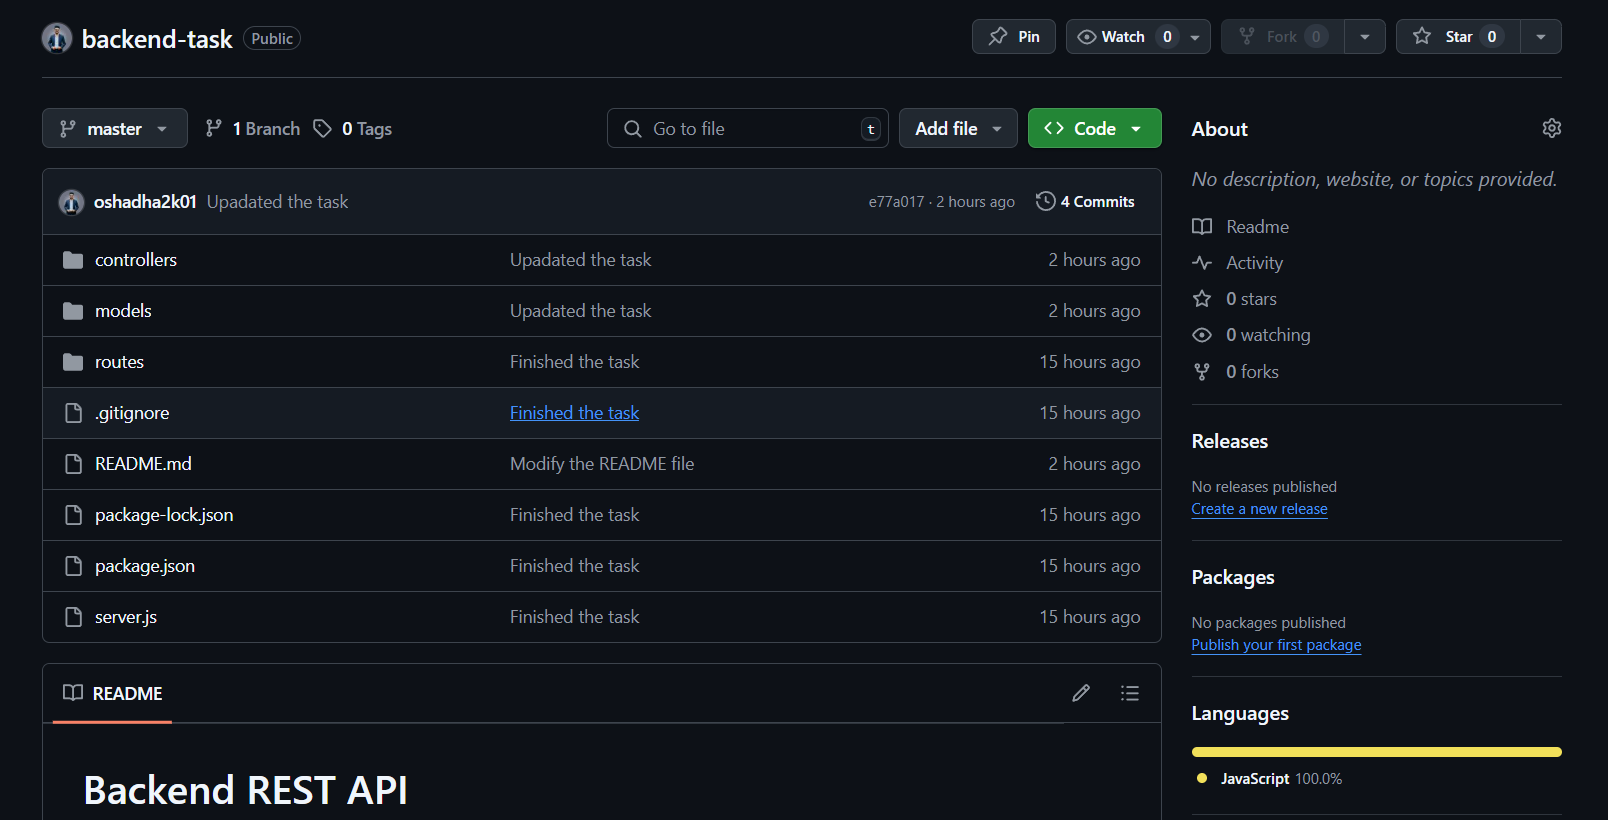 backend-task Public
Pin
Watch 0
Fork 0
Star 0
master
1 Branch
0 Tags
Go to file t
Add file
Code
oshadha2k01 Upadated the task e77a017 · 2 hours ago 4 Commits
controllers Upadated the task 2 hours ago
models Upadated the task 2 hours ago
routes Finished the task 15 hours ago
.gitignore Finished the task 15 hours ago
README.md Modify the README file 2 hours ago
package-lock.json Finished the task 15 hours ago
package.json Finished the task 15 hours ago
server.js Finished the task 15 hours ago
README
Backend REST API
About
No description, website, or topics provided.
Readme
Activity
0 stars
0 watching
0 forks
Releases
No releases published
Create a new release
Packages
No packages published
Publish your first package
Languages
JavaScript 100.0%